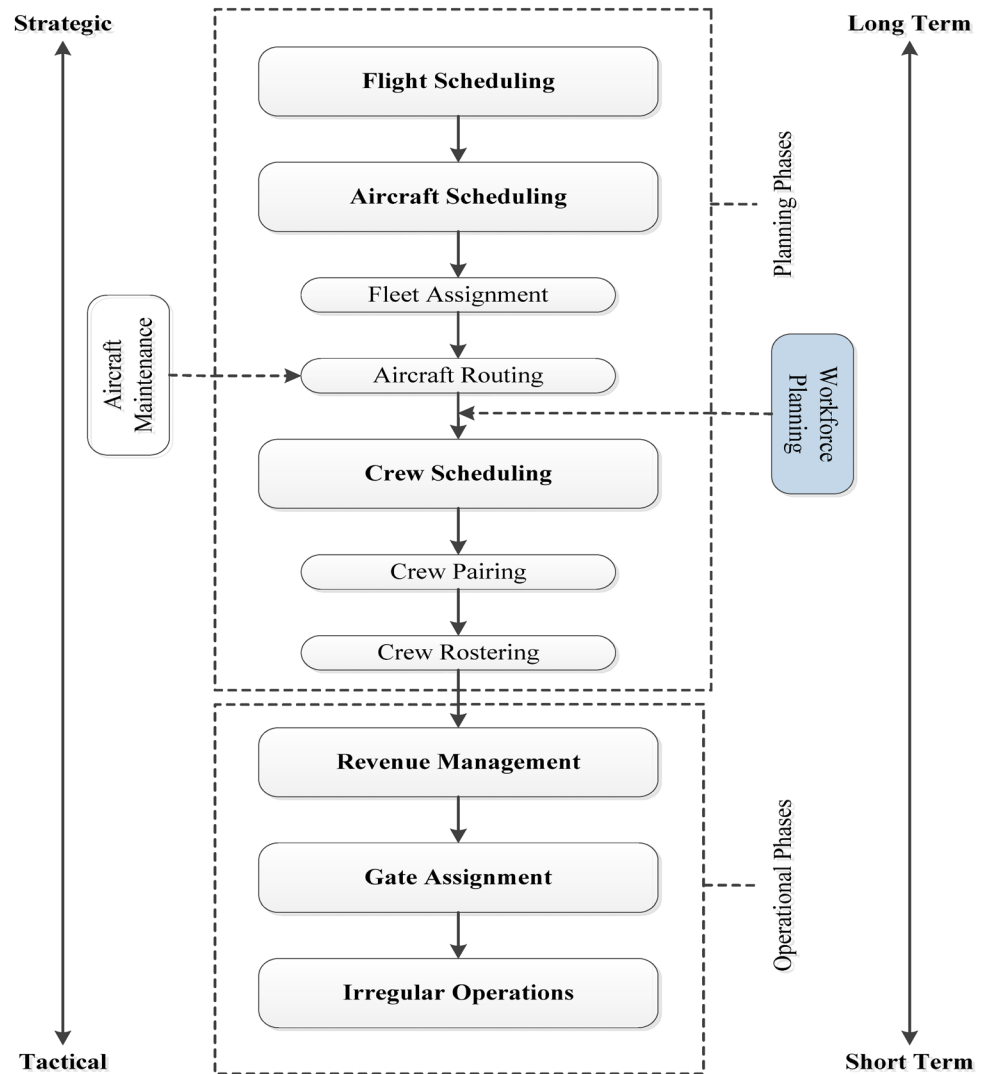 Strategic
Long Term
Flight Scheduling
Aircraft Scheduling
Planning Phases
Fleet Assignment
Aircraft
Maintenance
Aircraft Routing
Workforce
Planning
Crew Scheduling
Crew Pairing
Crew Rostering
Revenue Management
Gate Assignment
Operational Phases
Irregular Operations
Tactical
Short Term